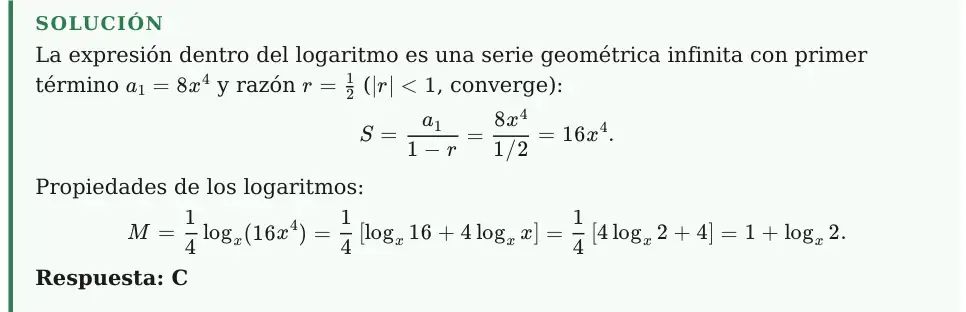 SOLUCIÓN
La expresión dentro del logaritmo es una serie geométrica infinita con primer
término a₁ = 8x⁴ y razón r = 1/2 (|r| < 1, converge):
S = a₁/(1 − r) = 8x⁴/(1/2) = 16x⁴.
Propiedades de los logaritmos:
M = 1/4 logₓ(16x⁴) = 1/4 [logₓ 16 + 4 logₓ x] = 1/4 [4 logₓ 2 + 4] = 1 + logₓ 2.
Respuesta: C